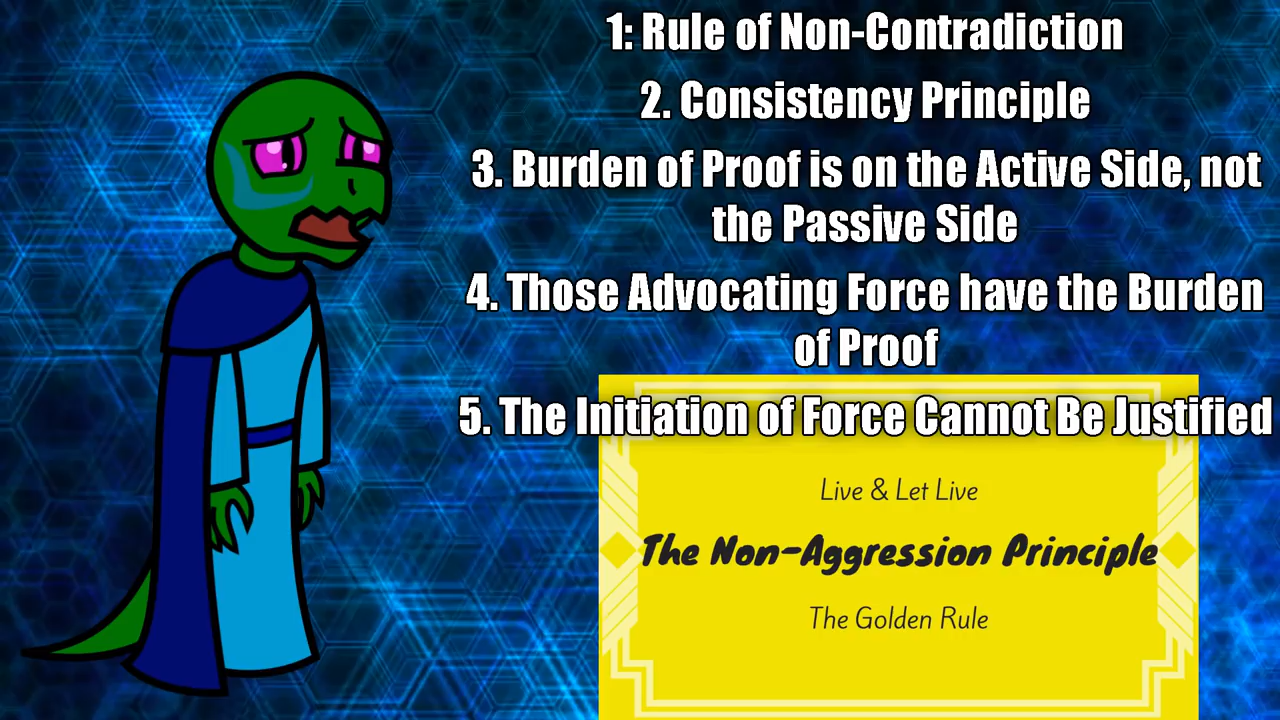 1: Rule of Non-Contradiction
2. Consistency Principle
3. Burden of Proof is on the Active Side, not
the Passive Side
4. Those Advocating Force have the Burden
of Proof
5. The Initiation of Force Cannot Be Justified
Live & Let Live
The Non-Aggression Principle
The Golden Rule